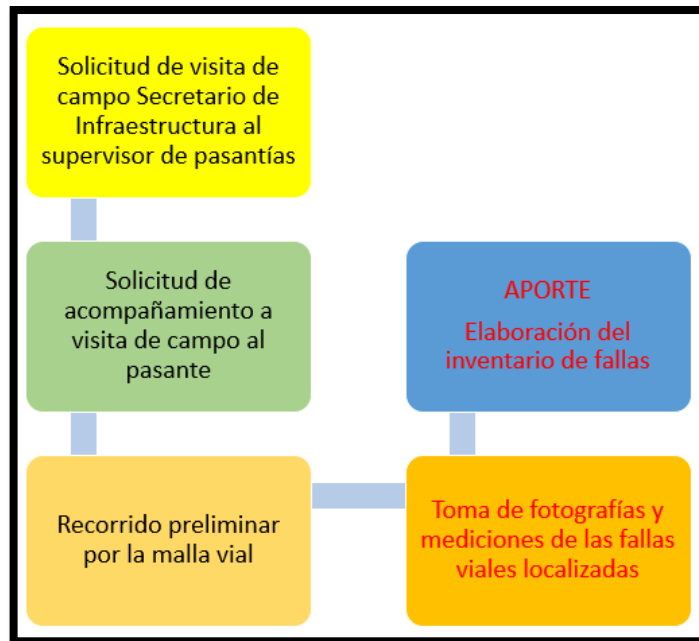 Solicitud de visita de
campo Secretario de
Infraestructura al
supervisor de pasantías
Solicitud de
acompañamiento a
visita de campo al
pasante
Recorrido preliminar
por la malla vial
Toma de fotografías y
mediciones de las fallas
viales localizadas
APORTE
Elaboración del
inventario de fallas